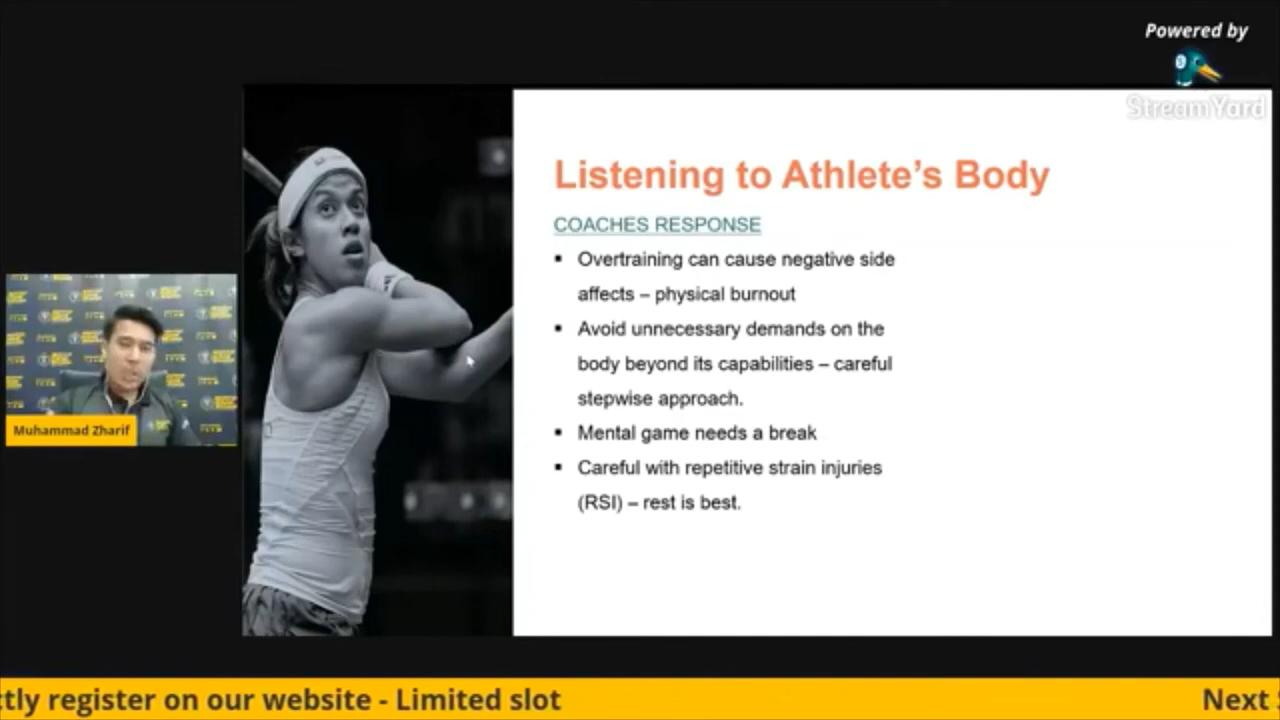 Powered by
StreamYard
Listening to Athlete's Body
COACHES RESPONSE
▪ Overtraining can cause negative side
affects – physical burnout
▪ Avoid unnecessary demands on the
body beyond its capabilities – careful
stepwise approach.
▪ Mental game needs a break
▪ Careful with repetitive strain injuries
(RSI) – rest is best.
Muhammad Zharif
ctly register on our website - Limited slot
Next